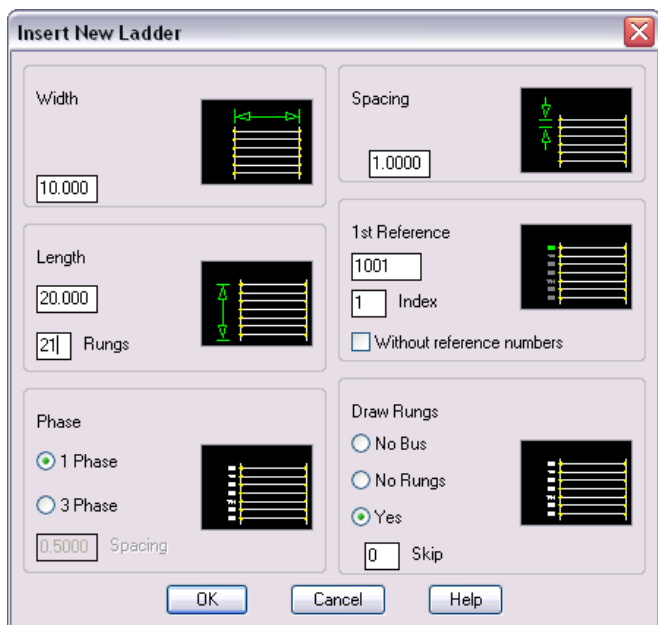 Insert New Ladder
Width
10.000
Spacing
1.0000
Length
20.000
21 Rungs
1st Reference
1001
1 Index
Without reference numbers
Phase
1 Phase
3 Phase
0.5000 Spacing
Draw Rungs
No Bus
No Rungs
Yes
0 Skip
OK Cancel Help